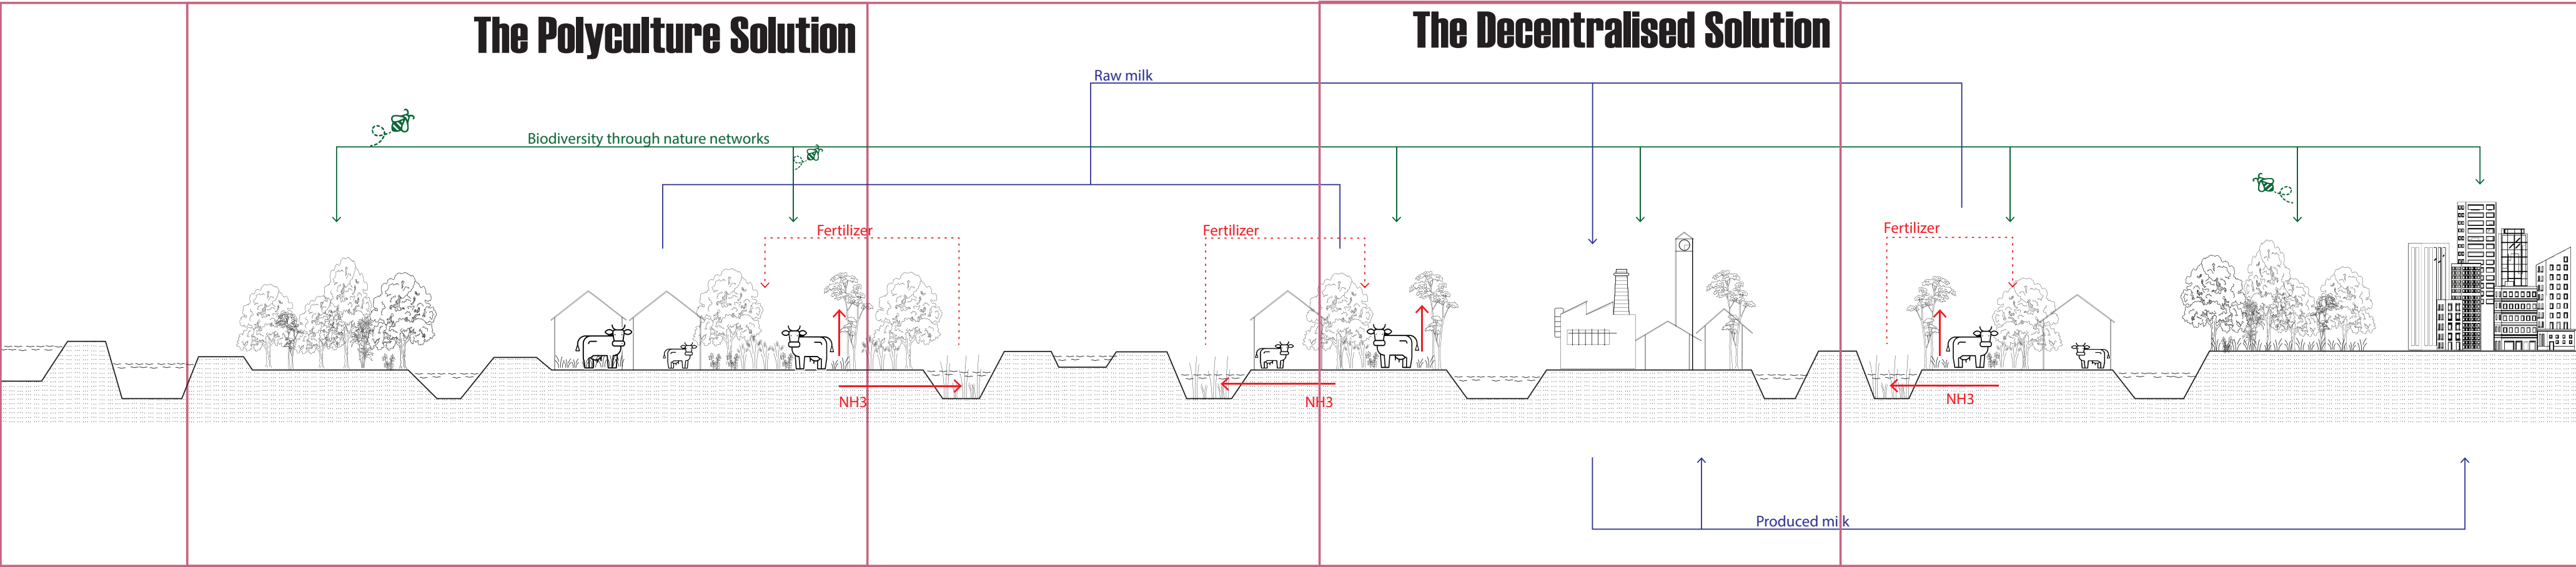 The Polyculture Solution
The Decentralised Solution
Raw milk
Biodiversity through nature networks
Fertilizer
Fertilizer
Fertilizer
NH3
NH3
NH3
Produced milk